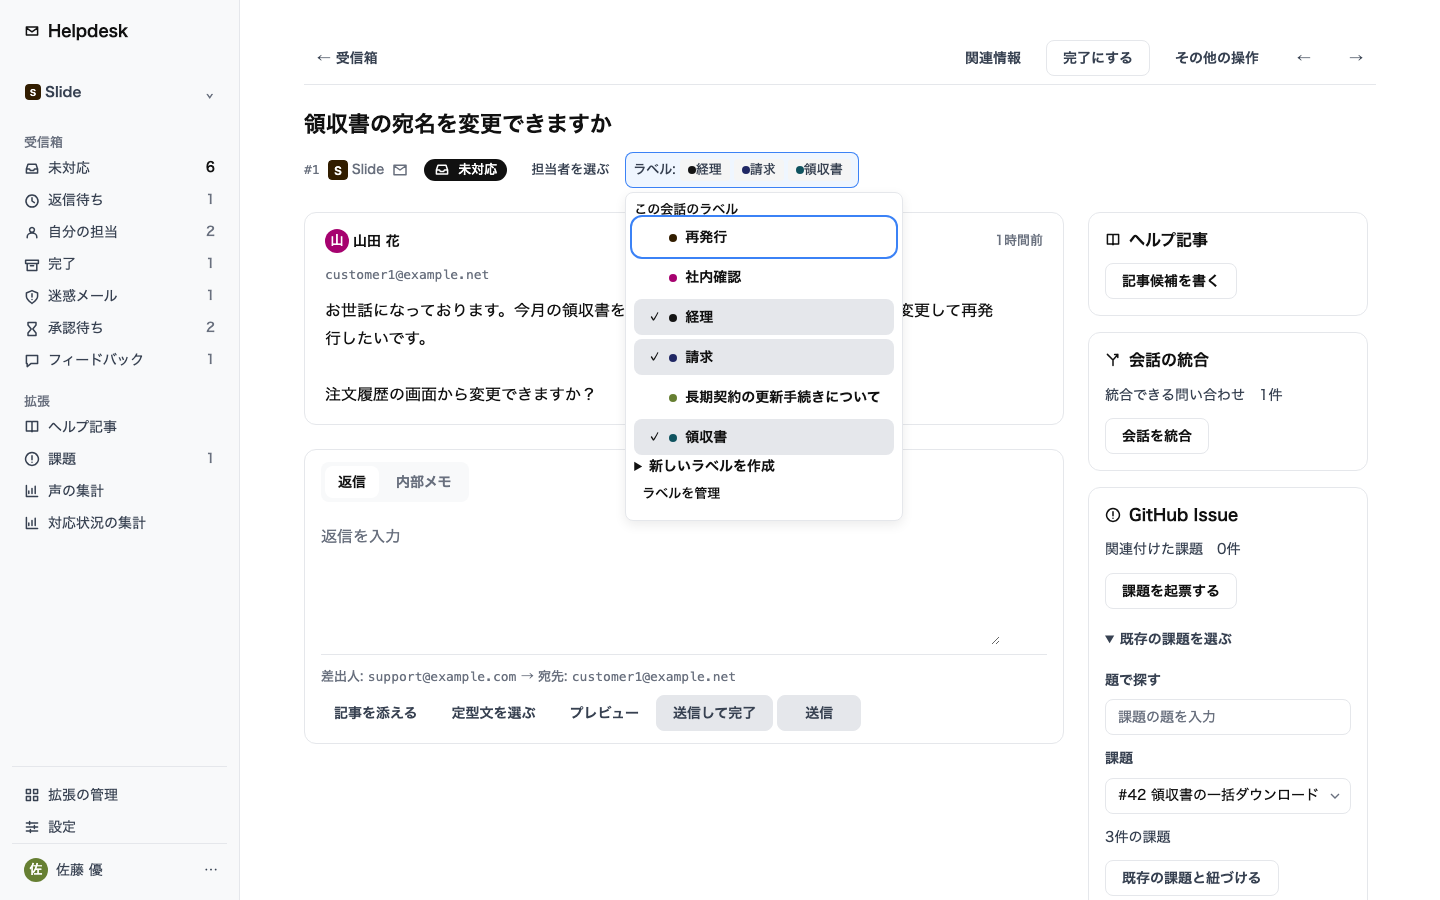 Helpdesk
S Slide
受信箱
未対応 6
返信待ち 1
自分の担当 2
完了 1
迷惑メール 1
承認待ち 2
フィードバック 1
拡張
ヘルプ記事
課題 1
声の集計
対応状況の集計
拡張の管理
設定
佐 佐藤 優 …
← 受信箱
関連情報 完了にする その他の操作 ← →
領収書の宛名を変更できますか
#1 S Slide 未対応 担当者を選ぶ ラベル: 経理 請求 領収書
この会話のラベル
再発行
社内確認
✓ 経理
✓ 請求
長期契約の更新手続きについて
✓ 領収書
▶ 新しいラベルを作成
ラベルを管理
山 山田 花 1時間前
customer1@example.net
お世話になっております。今月の領収書を 変更して再発
行したいです。
注文履歴の画面から変更できますか？
返信 内部メモ
返信を入力
差出人: support@example.com → 宛先: customer1@example.net
記事を添える 定型文を選ぶ プレビュー 送信して完了 送信
ヘルプ記事
記事候補を書く
会話の統合
統合できる問い合わせ 1件
会話を統合
GitHub Issue
関連付けた課題 0件
課題を起票する
▼ 既存の課題を選ぶ
題で探す
課題の題を入力
課題
#42 領収書の一括ダウンロード
3件の課題
既存の課題と紐づける